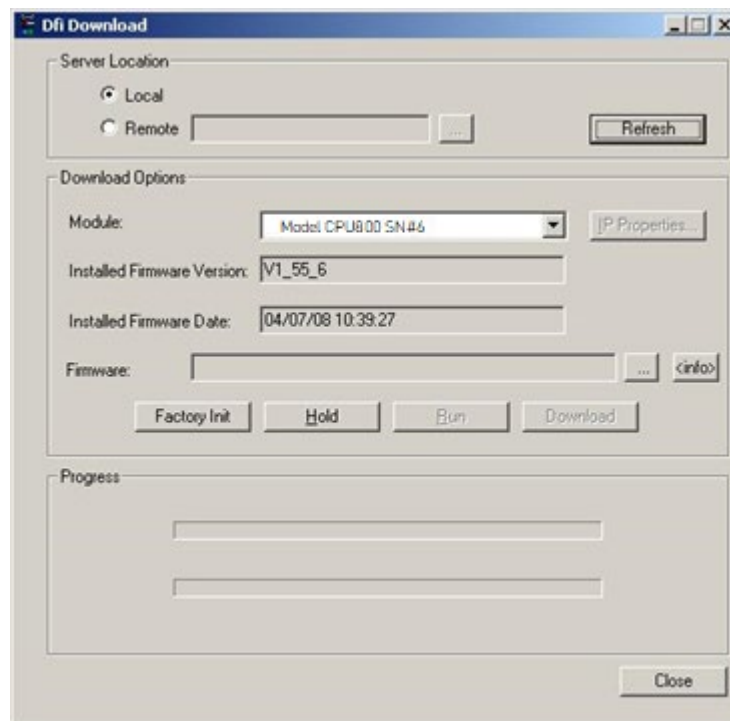 Dfi Download
Server Location
Local
Remote ... Refresh
Download Options
Module: Model CPU800 SN#6 IP Properties...
Installed Firmware Version: V1_55_6
Installed Firmware Date: 04/07/08 10:39:27
Firmware: ... <info>
Factory Init Hold Run Download
Progress
Close